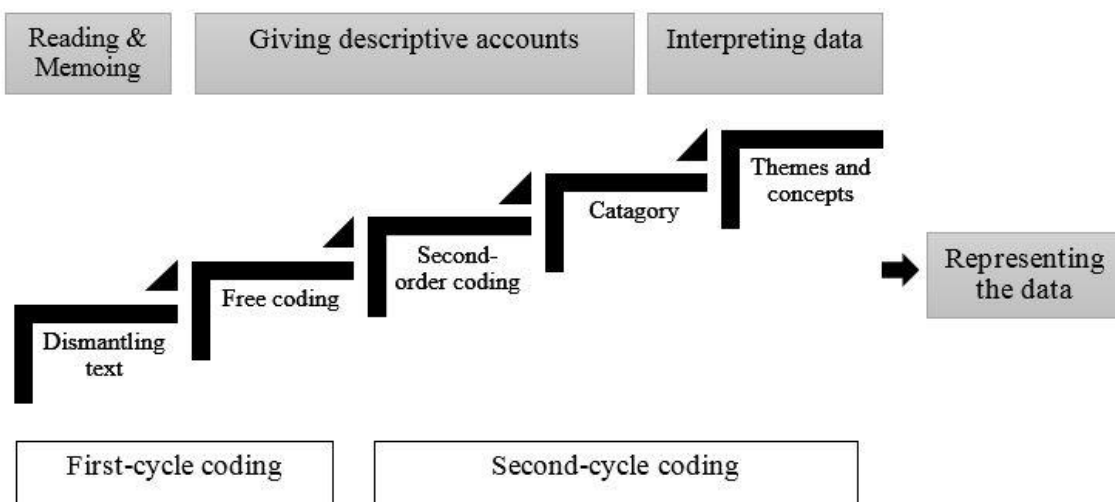 Reading &
Memoing
Giving descriptive accounts
Interpreting data
Themes and
concepts
Catagory
Second-
order coding
Free coding
Dismantling
text
Representing
the data
First-cycle coding
Second-cycle coding